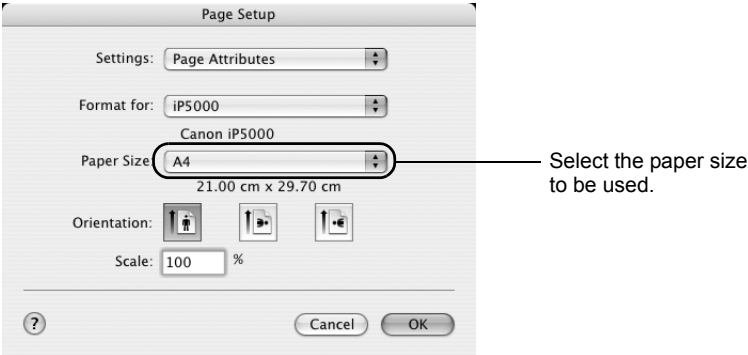 Page Setup
Settings: Page Attributes
Format for: iP5000
Canon iP5000
Paper Size: A4
Select the paper size
to be used.
21.00 cm x 29.70 cm
Orientation:
Scale: 100 %
? Cancel OK